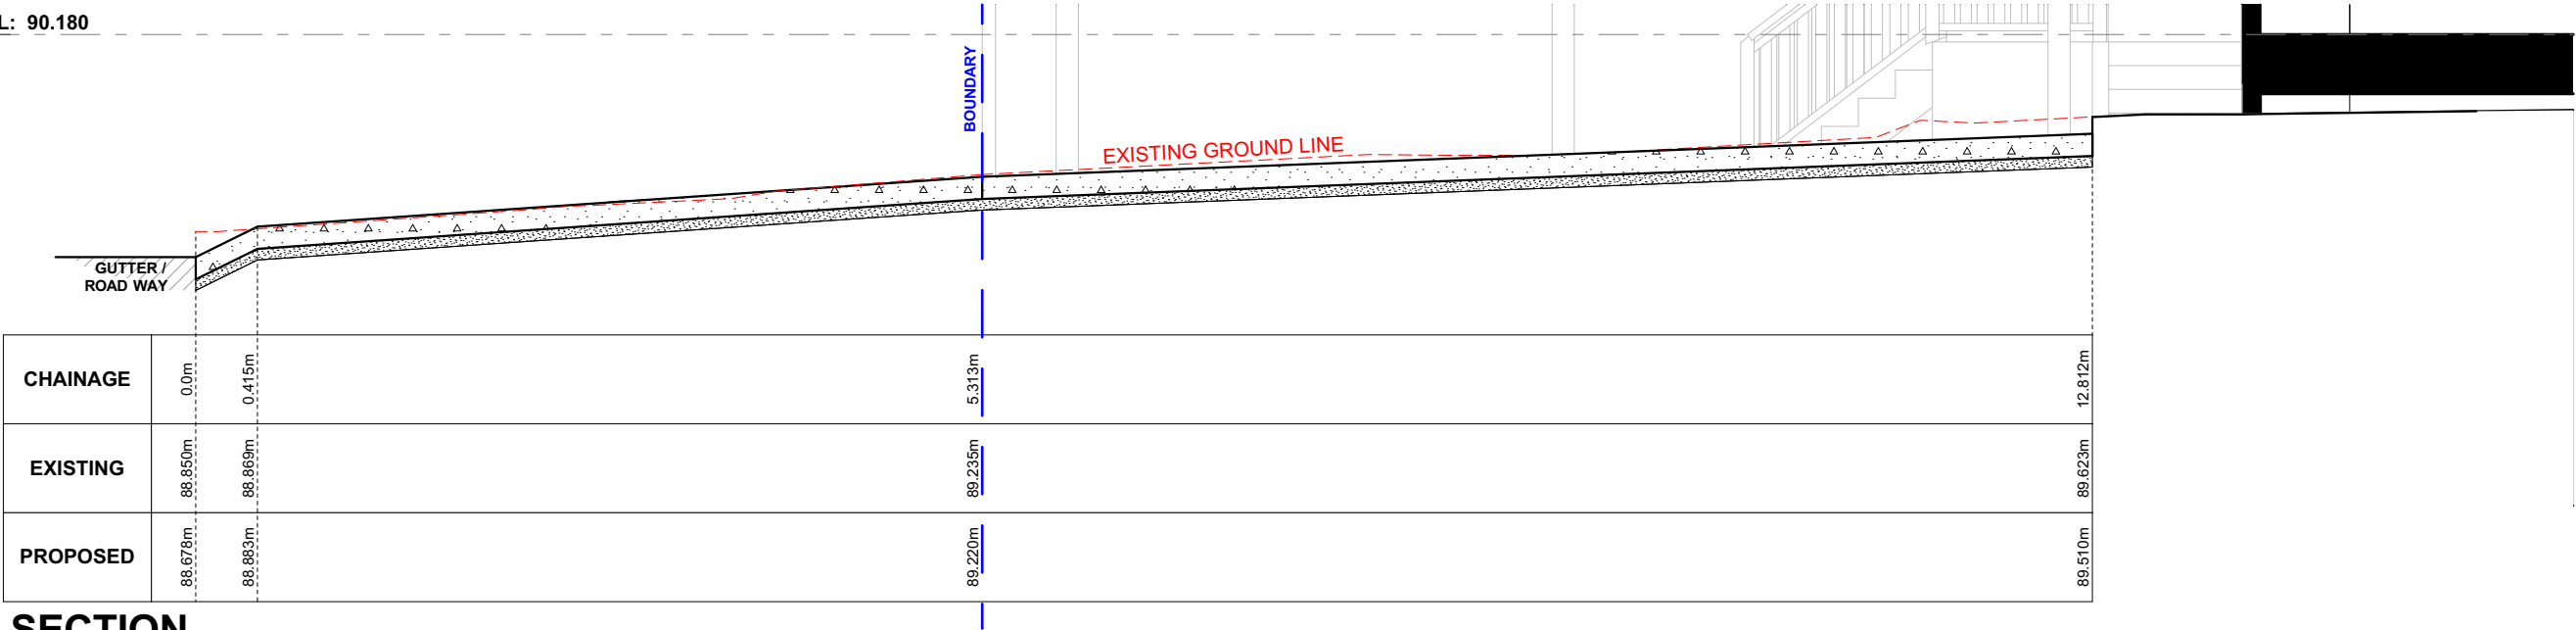 L: 90.180
BOUNDARY
EXISTING GROUND LINE
GUTTER /
ROAD WAY
CHAINAGE 0.0m 0.415m 5.313m 12.812m
EXISTING 88.850m 88.869m 89.235m 89.623m
PROPOSED 88.678m 88.883m 89.220m 89.510m
SECTION